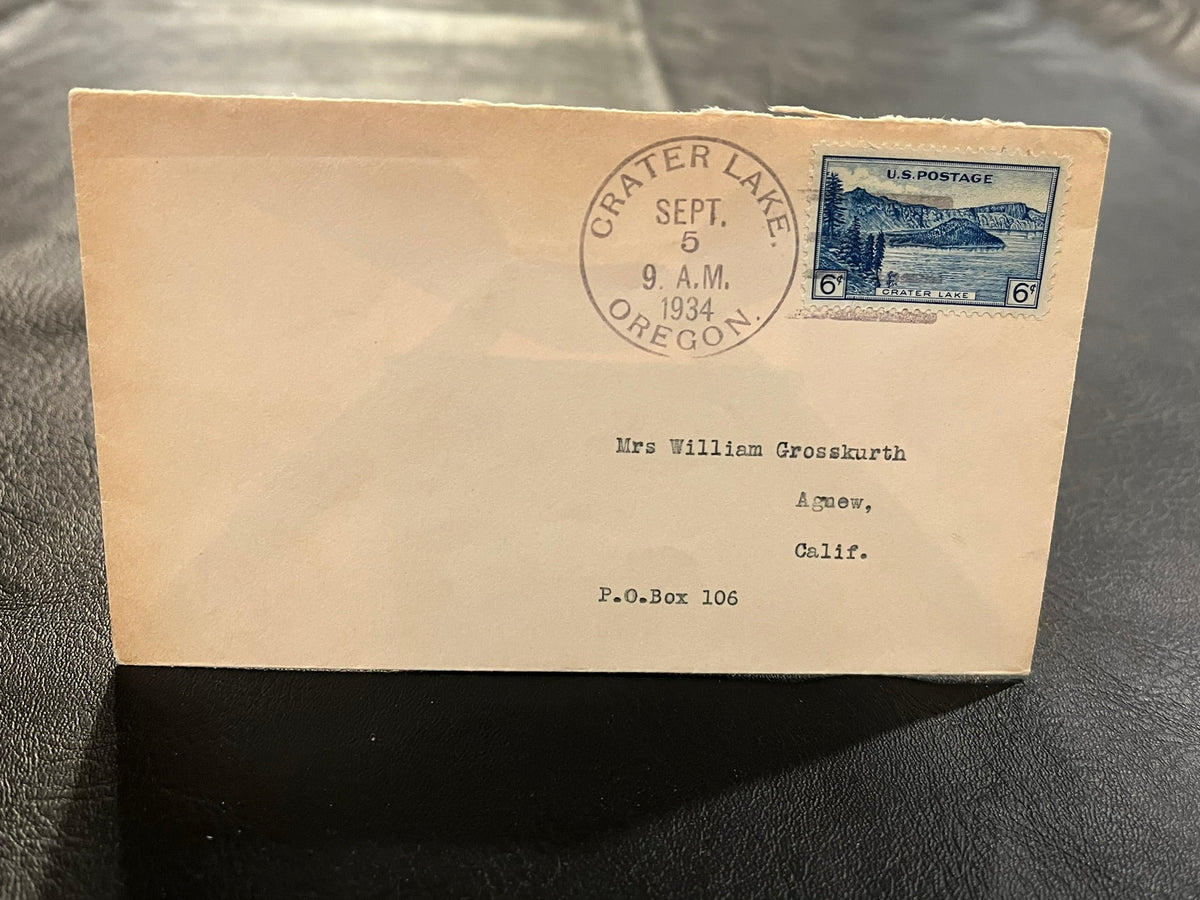 CRATER LAKE.
SEPT.
5
9 A.M.
1934
OREGON.
U.S.POSTAGE
6¢
CRATER LAKE
6¢
Mrs William Grosskurth
Agnew,
Calif.
P.O.Box 106